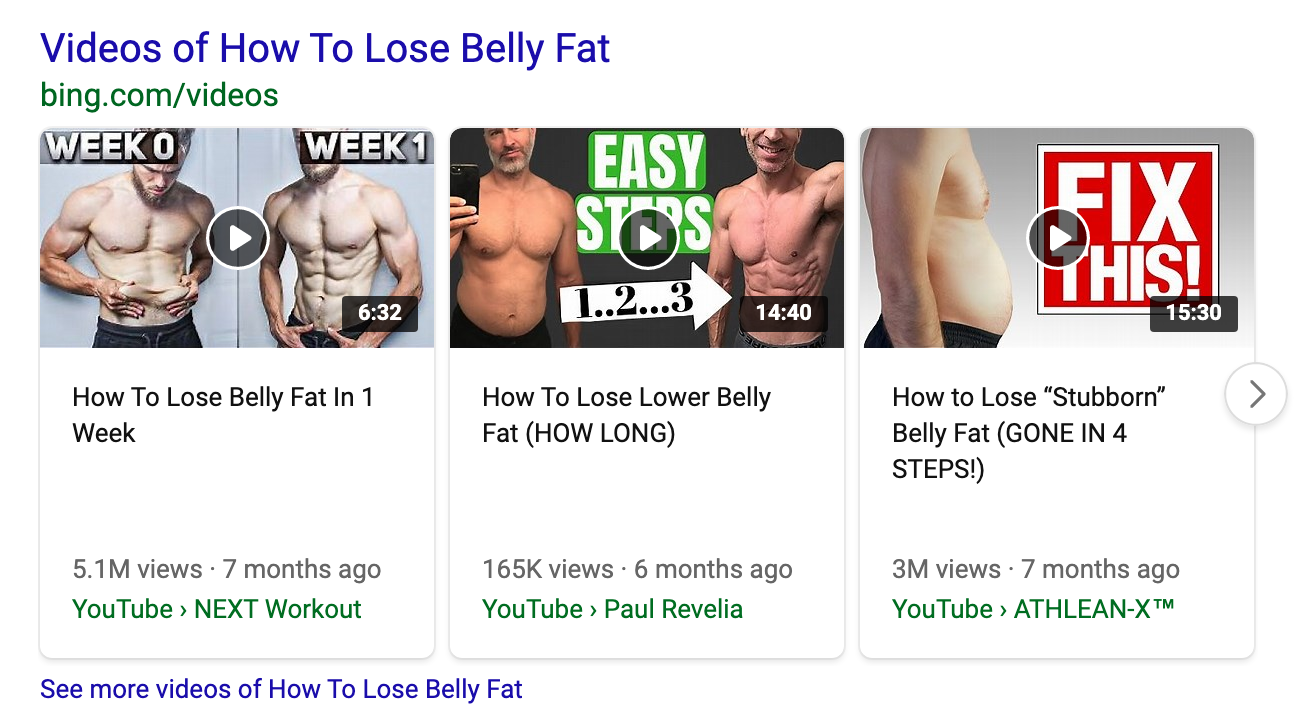 Videos of How To Lose Belly Fat
bing.com/videos
WEEK 0
WEEK 1
6:32
EASY
STEPS
1..2...3
14:40
FIX
THIS!
15:30
How To Lose Belly Fat In 1
Week
5.1M views · 7 months ago
YouTube › NEXT Workout
How To Lose Lower Belly
Fat (HOW LONG)
165K views · 6 months ago
YouTube › Paul Revelia
How to Lose “Stubborn”
Belly Fat (GONE IN 4
STEPS!)
3M views · 7 months ago
YouTube › ATHLEAN-X™
See more videos of How To Lose Belly Fat